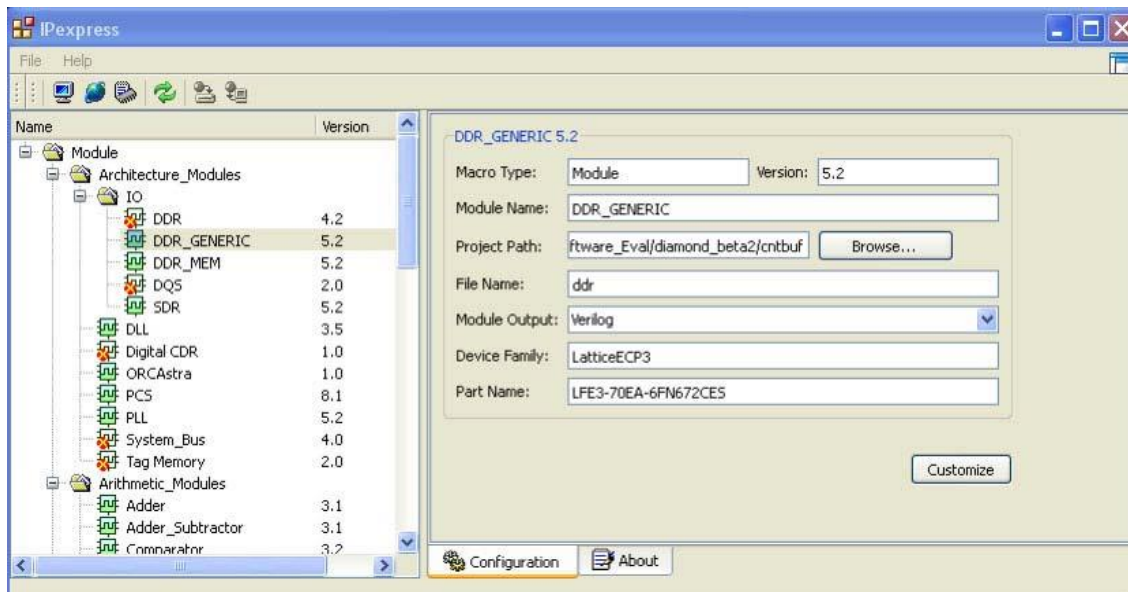 IPexpress
File Help
Name Version
Module
Architecture_Modules
IO
DDR 4.2
DDR_GENERIC 5.2
DDR_MEM 5.2
DQS 2.0
SDR 5.2
DLL 3.5
Digital CDR 1.0
ORCAstra 1.0
PCS 8.1
PLL 5.2
System_Bus 4.0
Tag Memory 2.0
Arithmetic_Modules
Adder 3.1
Adder_Subtractor 3.1
Comparator 3.2
DDR_GENERIC 5.2
Macro Type: Module Version: 5.2
Module Name: DDR_GENERIC
Project Path: ftware_Eval/diamond_beta2/cntbuf Browse...
File Name: ddr
Module Output: Verilog
Device Family: LatticeECP3
Part Name: LFE3-70EA-6FN672CES
Customize
Configuration About